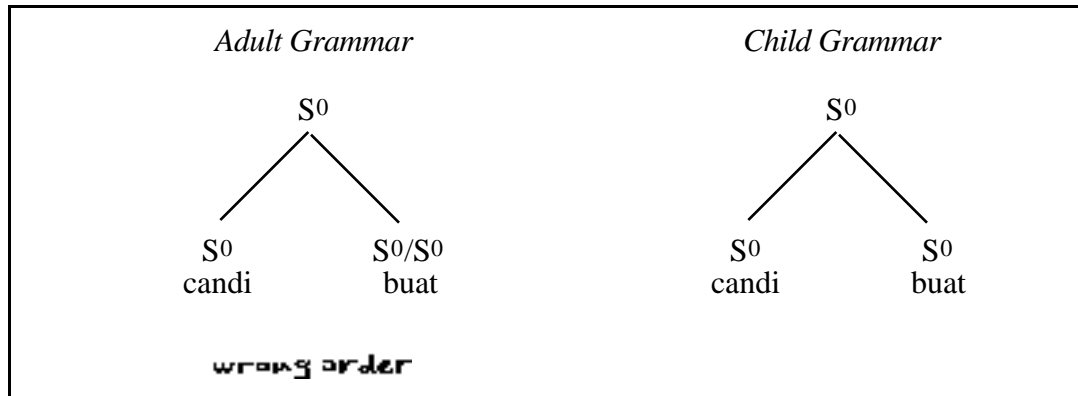 Adult Grammar Child Grammar
S⁰ S⁰
S⁰ S⁰/S⁰ S⁰ S⁰
candi buat candi buat
wrong order